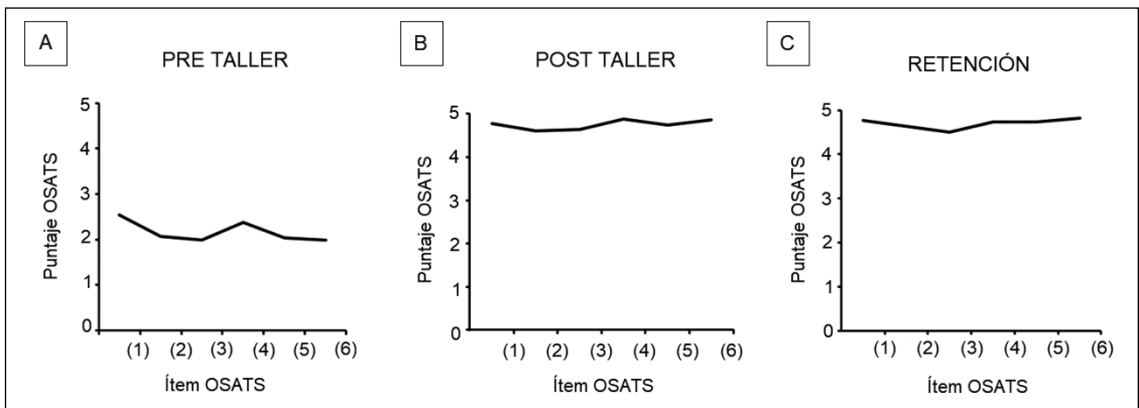 A
PRE TALLER
Puntaje OSATS
5
4
3
2
1
0
(1) (2) (3) (4) (5) (6)
Ítem OSATS
B
POST TALLER
Puntaje OSATS
5
4
3
2
1
0
(1) (2) (3) (4) (5) (6)
Ítem OSATS
C
RETENCIÓN
Puntaje OSATS
5
4
3
2
1
0
(1) (2) (3) (4) (5) (6)
Ítem OSATS